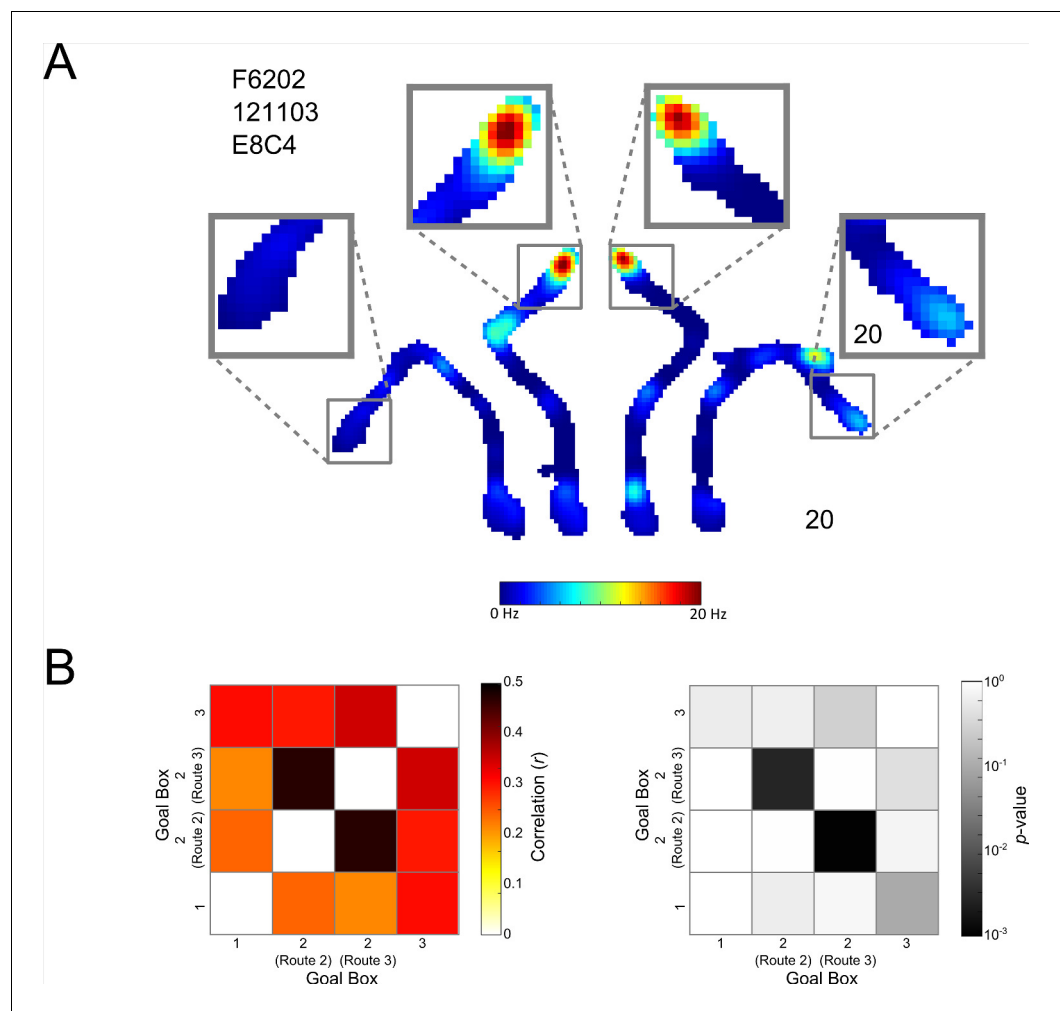 A
F6202
121103
E8C4
20
20
0 Hz
20 Hz
B
3
2
(Route 3)
2
(Route 2)
1
Goal Box
1
2
2
3
(Route 2)
(Route 3)
Goal Box
0.5
0.4
0.3
0.2
0.1
0
Correlation (r)
3
2
(Route 3)
2
(Route 2)
1
Goal Box
1
2
2
3
(Route 2)
(Route 3)
Goal Box
10⁰
10⁻¹
10⁻²
10⁻³
p-value